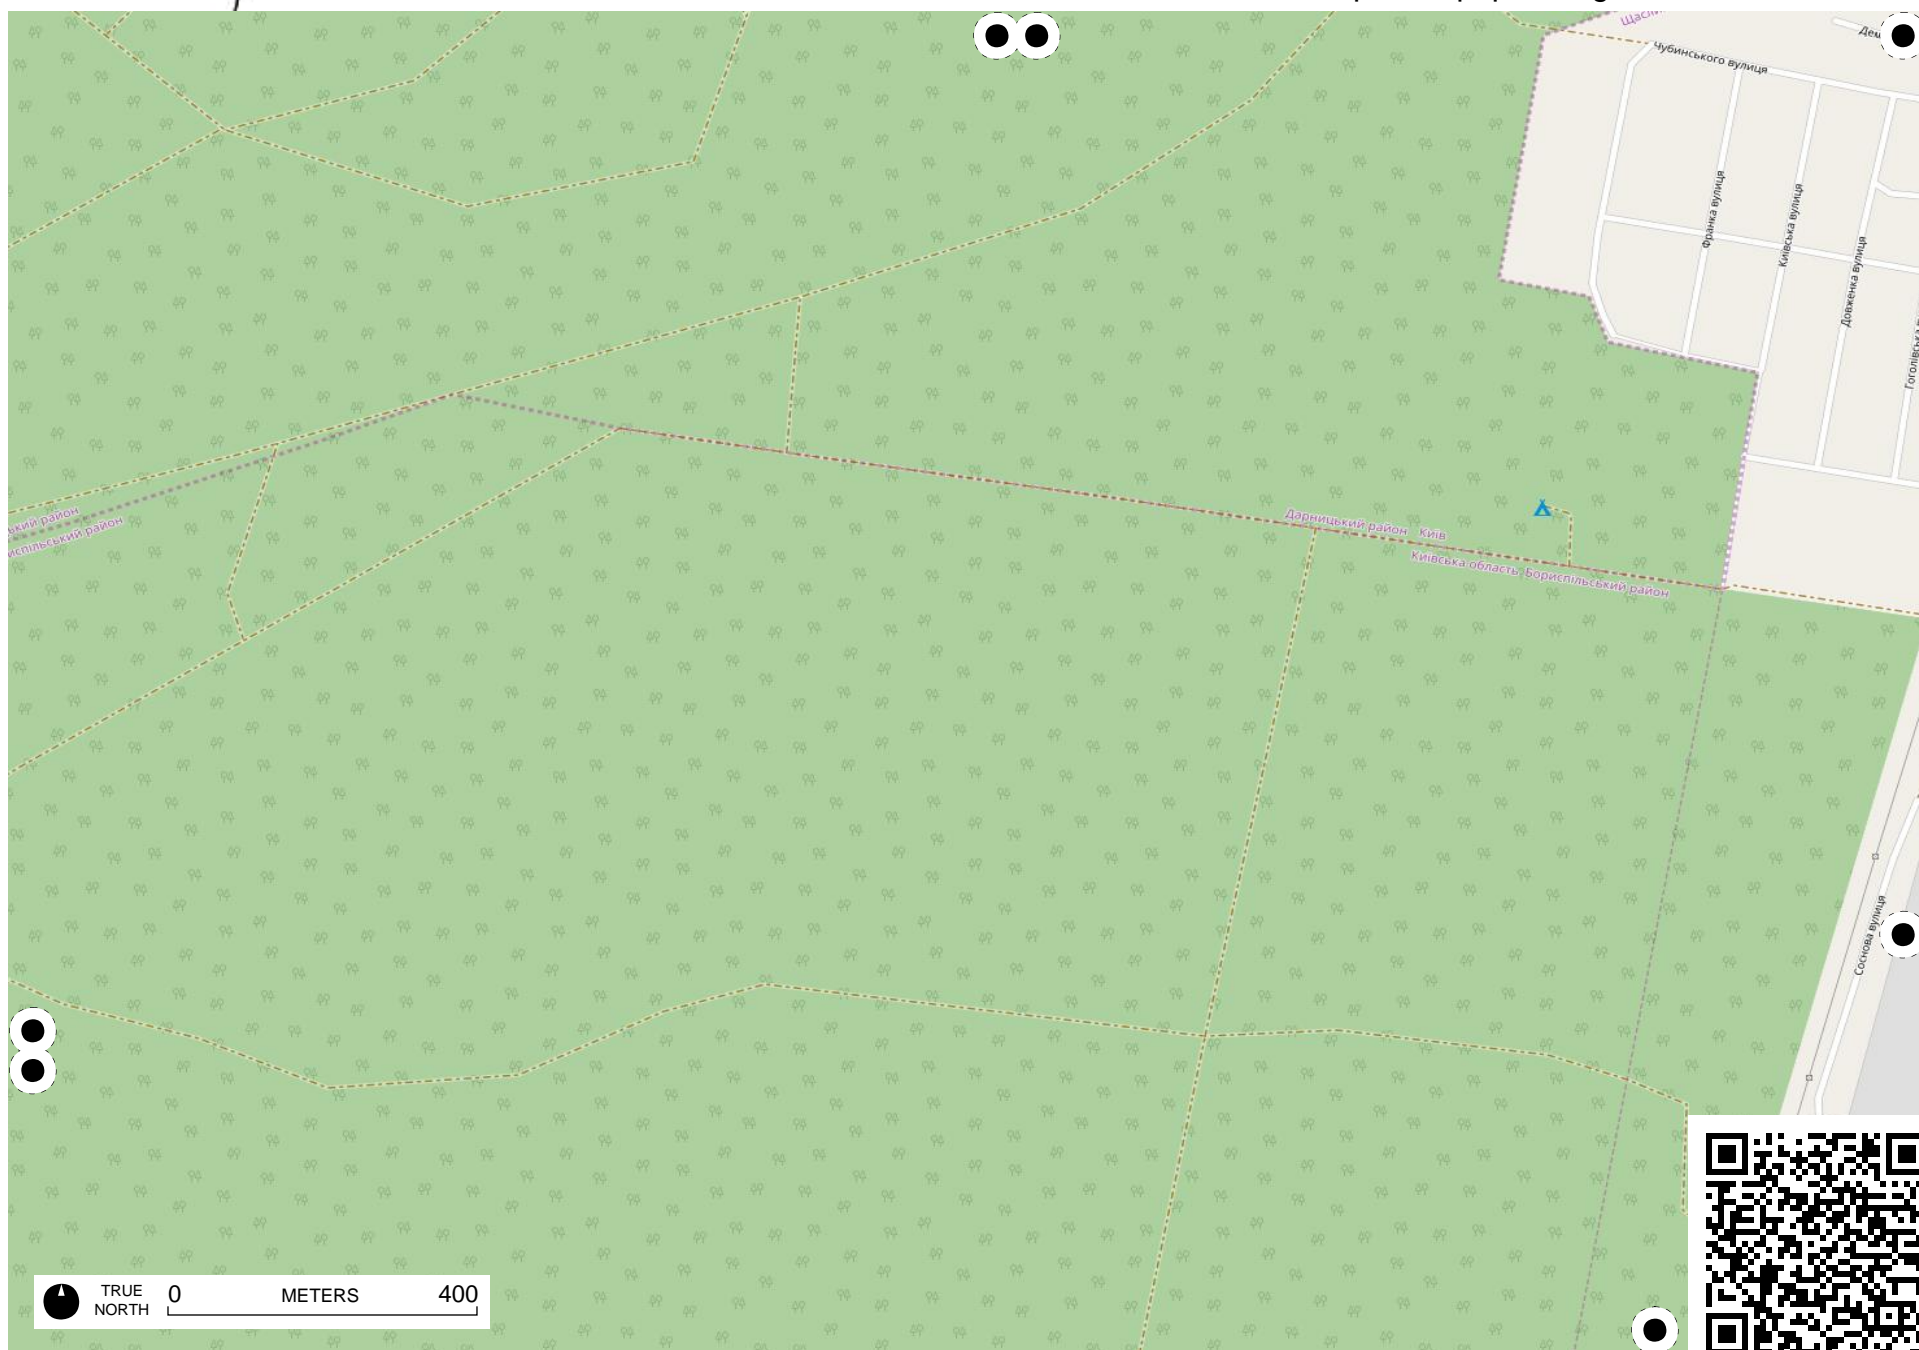 Чубинського вулиця
Франка вулиця
Київська вулиця
Довженка вулиця
Дарницький район
Київ
Київська область
Бориспільський район
Соснова вулиця
TRUE NORTH
0
METERS
400